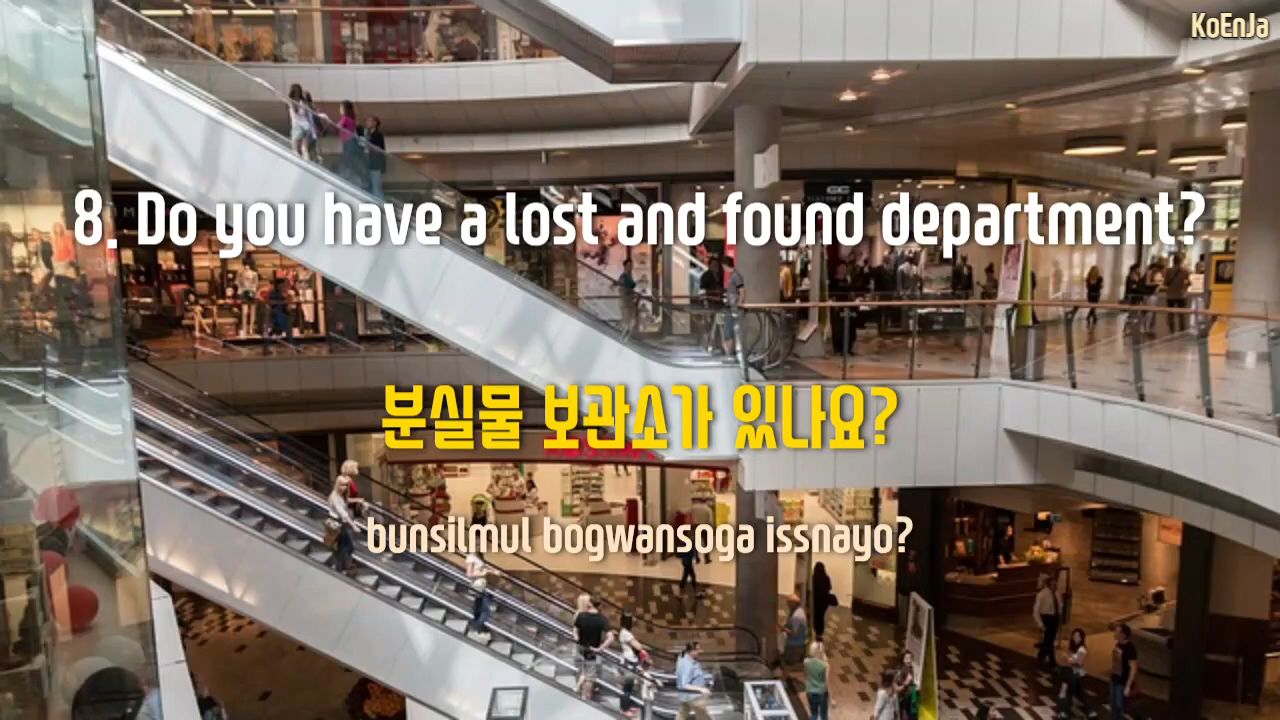 KoEnJa
8. Do you have a lost and found department?
분실물 보관소가 있나요?
bunsilmul bogwansoga issnayo?